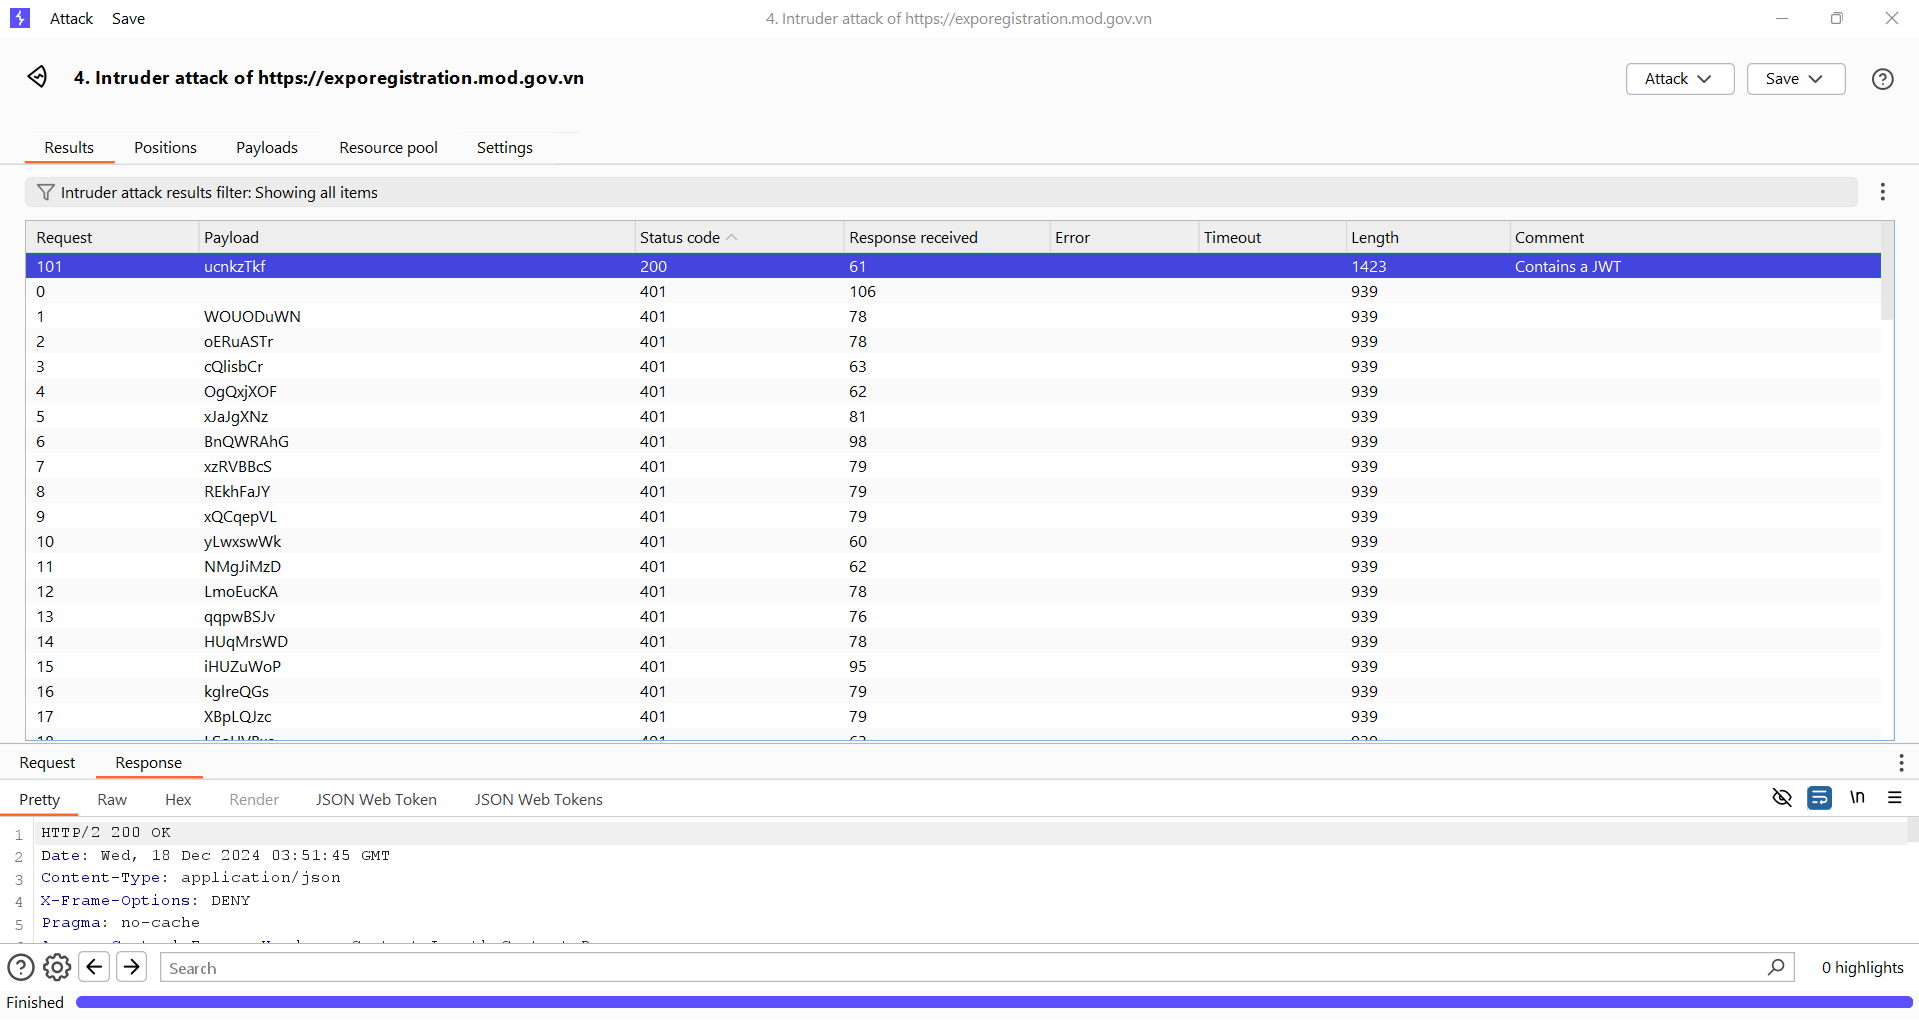 Attack Save 4. Intruder attack of https://exporegistration.mod.gov.vn
4. Intruder attack of https://exporegistration.mod.gov.vn Attack Save
Results Positions Payloads Resource pool Settings
Intruder attack results filter: Showing all items
Request Payload Status code Response received Error Timeout Length Comment
101 ucnkzTkf 200 61 1423 Contains a JWT
0 401 106 939
1 WOUODuWN 401 78 939
2 oERuASTr 401 78 939
3 cQlisbCr 401 63 939
4 OgQxjXOF 401 62 939
5 xJaJgXNz 401 81 939
6 BnQWRAhG 401 98 939
7 xzRVBBcS 401 79 939
8 REkhFaJY 401 79 939
9 xQCqepVL 401 79 939
10 yLwxswWk 401 60 939
11 NMgJiMzD 401 62 939
12 LmoEucKA 401 78 939
13 qqpwBSJv 401 76 939
14 HUqMrsWD 401 78 939
15 iHUZuWoP 401 95 939
16 kglreQGs 401 79 939
17 XBpLQJzc 401 79 939
Request Response
Pretty Raw Hex Render JSON Web Token JSON Web Tokens \n
1 HTTP/2 200 OK
2 Date: Wed, 18 Dec 2024 03:51:45 GMT
3 Content-Type: application/json
4 X-Frame-Options: DENY
5 Pragma: no-cache
Search 0 highlights
Finished